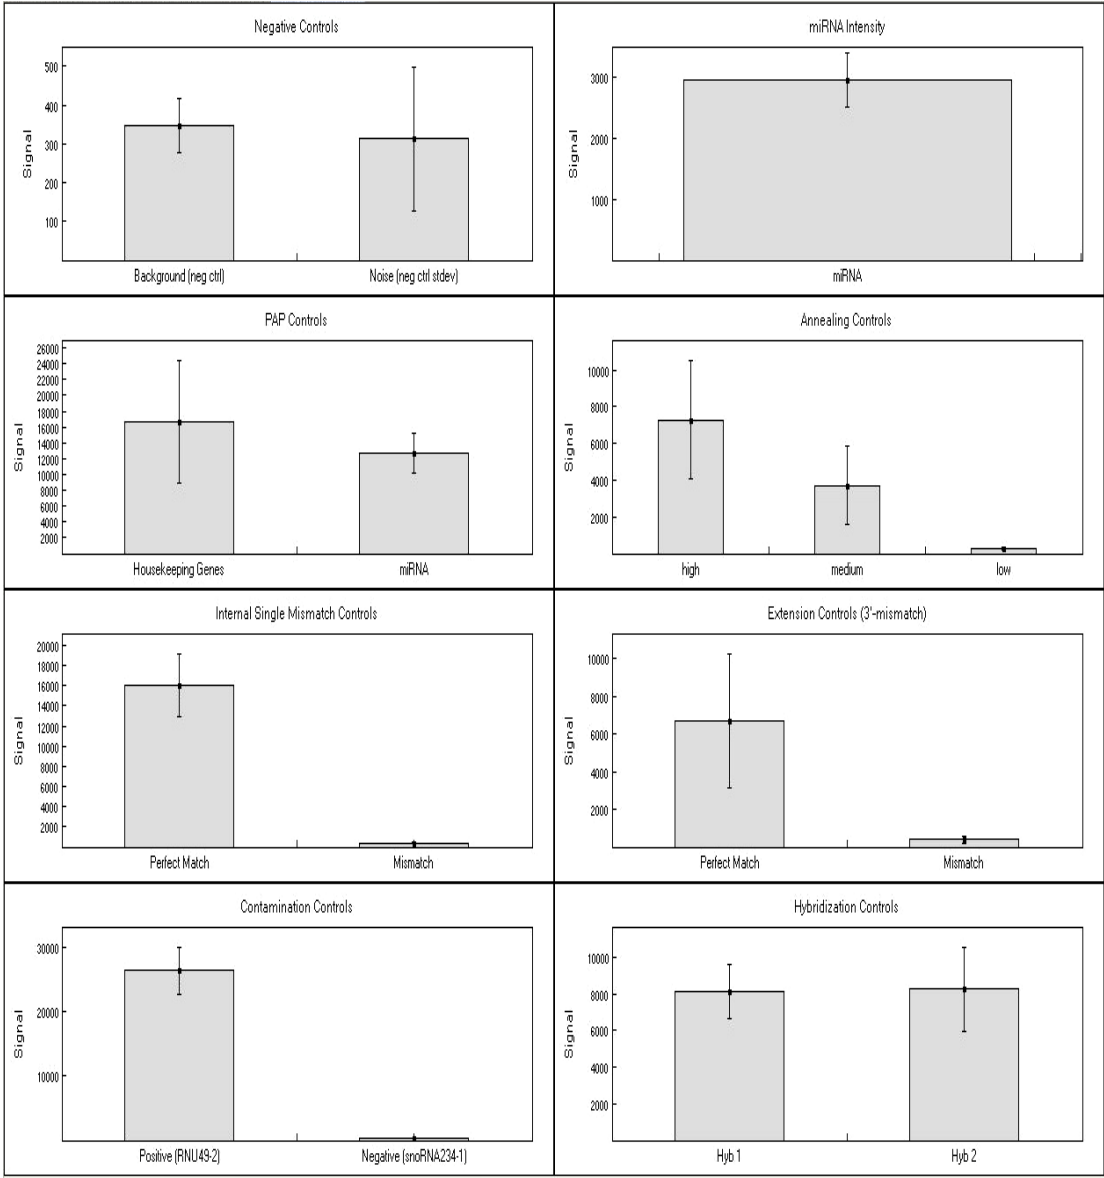 Negative Controls
Signal
500
400
300
200
100
Background (neg ctrl) Noise (neg ctrl stdev)
miRNA Intensity
Signal
3000
2000
1000
miRNA
PAP Controls
Signal
26000
24000
22000
20000
18000
16000
14000
12000
10000
8000
6000
4000
2000
Housekeeping Genes miRNA
Annealing Controls
Signal
10000
8000
6000
4000
2000
high medium low
Internal Single Mismatch Controls
Signal
20000
18000
16000
14000
12000
10000
8000
6000
4000
2000
Perfect Match Mismatch
Extension Controls (3'-mismatch)
Signal
10000
8000
6000
4000
2000
Perfect Match Mismatch
Contamination Controls
Signal
30000
20000
10000
Positive (RNU49-2) Negative (snoRNA234-1)
Hybridization Controls
Signal
10000
8000
6000
4000
2000
Hyb 1 Hyb 2